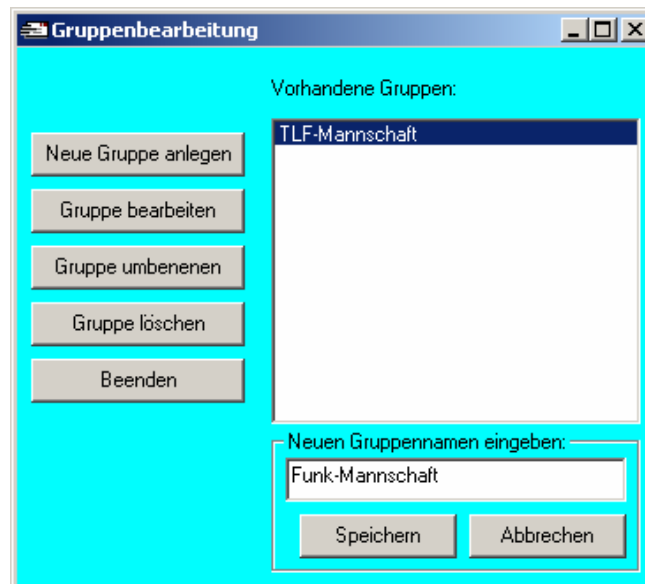 Gruppenbearbeitung
Vorhandene Gruppen:
TLF-Mannschaft
Neue Gruppe anlegen
Gruppe bearbeiten
Gruppe umbenenen
Gruppe löschen
Beenden
Neuen Gruppennamen eingeben:
Funk-Mannschaft
Speichern
Abbrechen